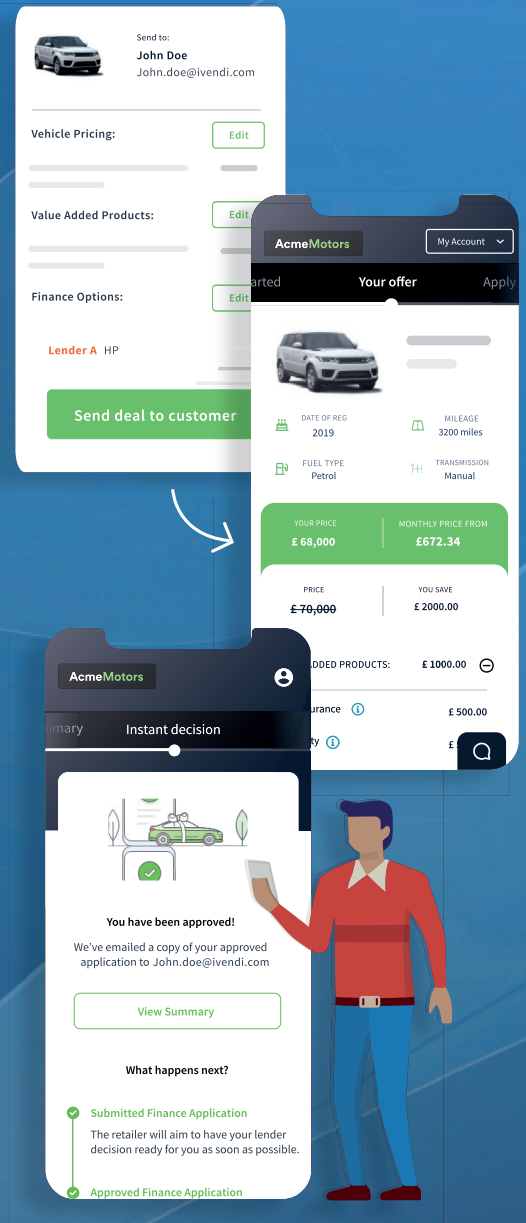 Send to:
John Doe
John.doe@ivendi.com
Vehicle Pricing:
Edit
Value Added Products:
Edit
Finance Options:
Edit
Lender A HP
Send deal to customer
AcmeMotors
My Account
arted
Your offer
Apply
DATE OF REG
2019
MILEAGE
3200 miles
FUEL TYPE
Petrol
TRANSMISSION
Manual
YOUR PRICE
£ 68,000
MONTHLY PRICE FROM
£672.34
PRICE
£ 70,000
YOU SAVE
£ 2000.00
ADDED PRODUCTS:
£ 1000.00
urance
£ 500.00
ty
£
AcmeMotors
mmary
Instant decision
You have been approved!
We've emailed a copy of your approved
application to John.doe@ivendi.com
View Summary
What happens next?
Submitted Finance Application
The retailer will aim to have your lender
decision ready for you as soon as possible.
Approved Finance Application